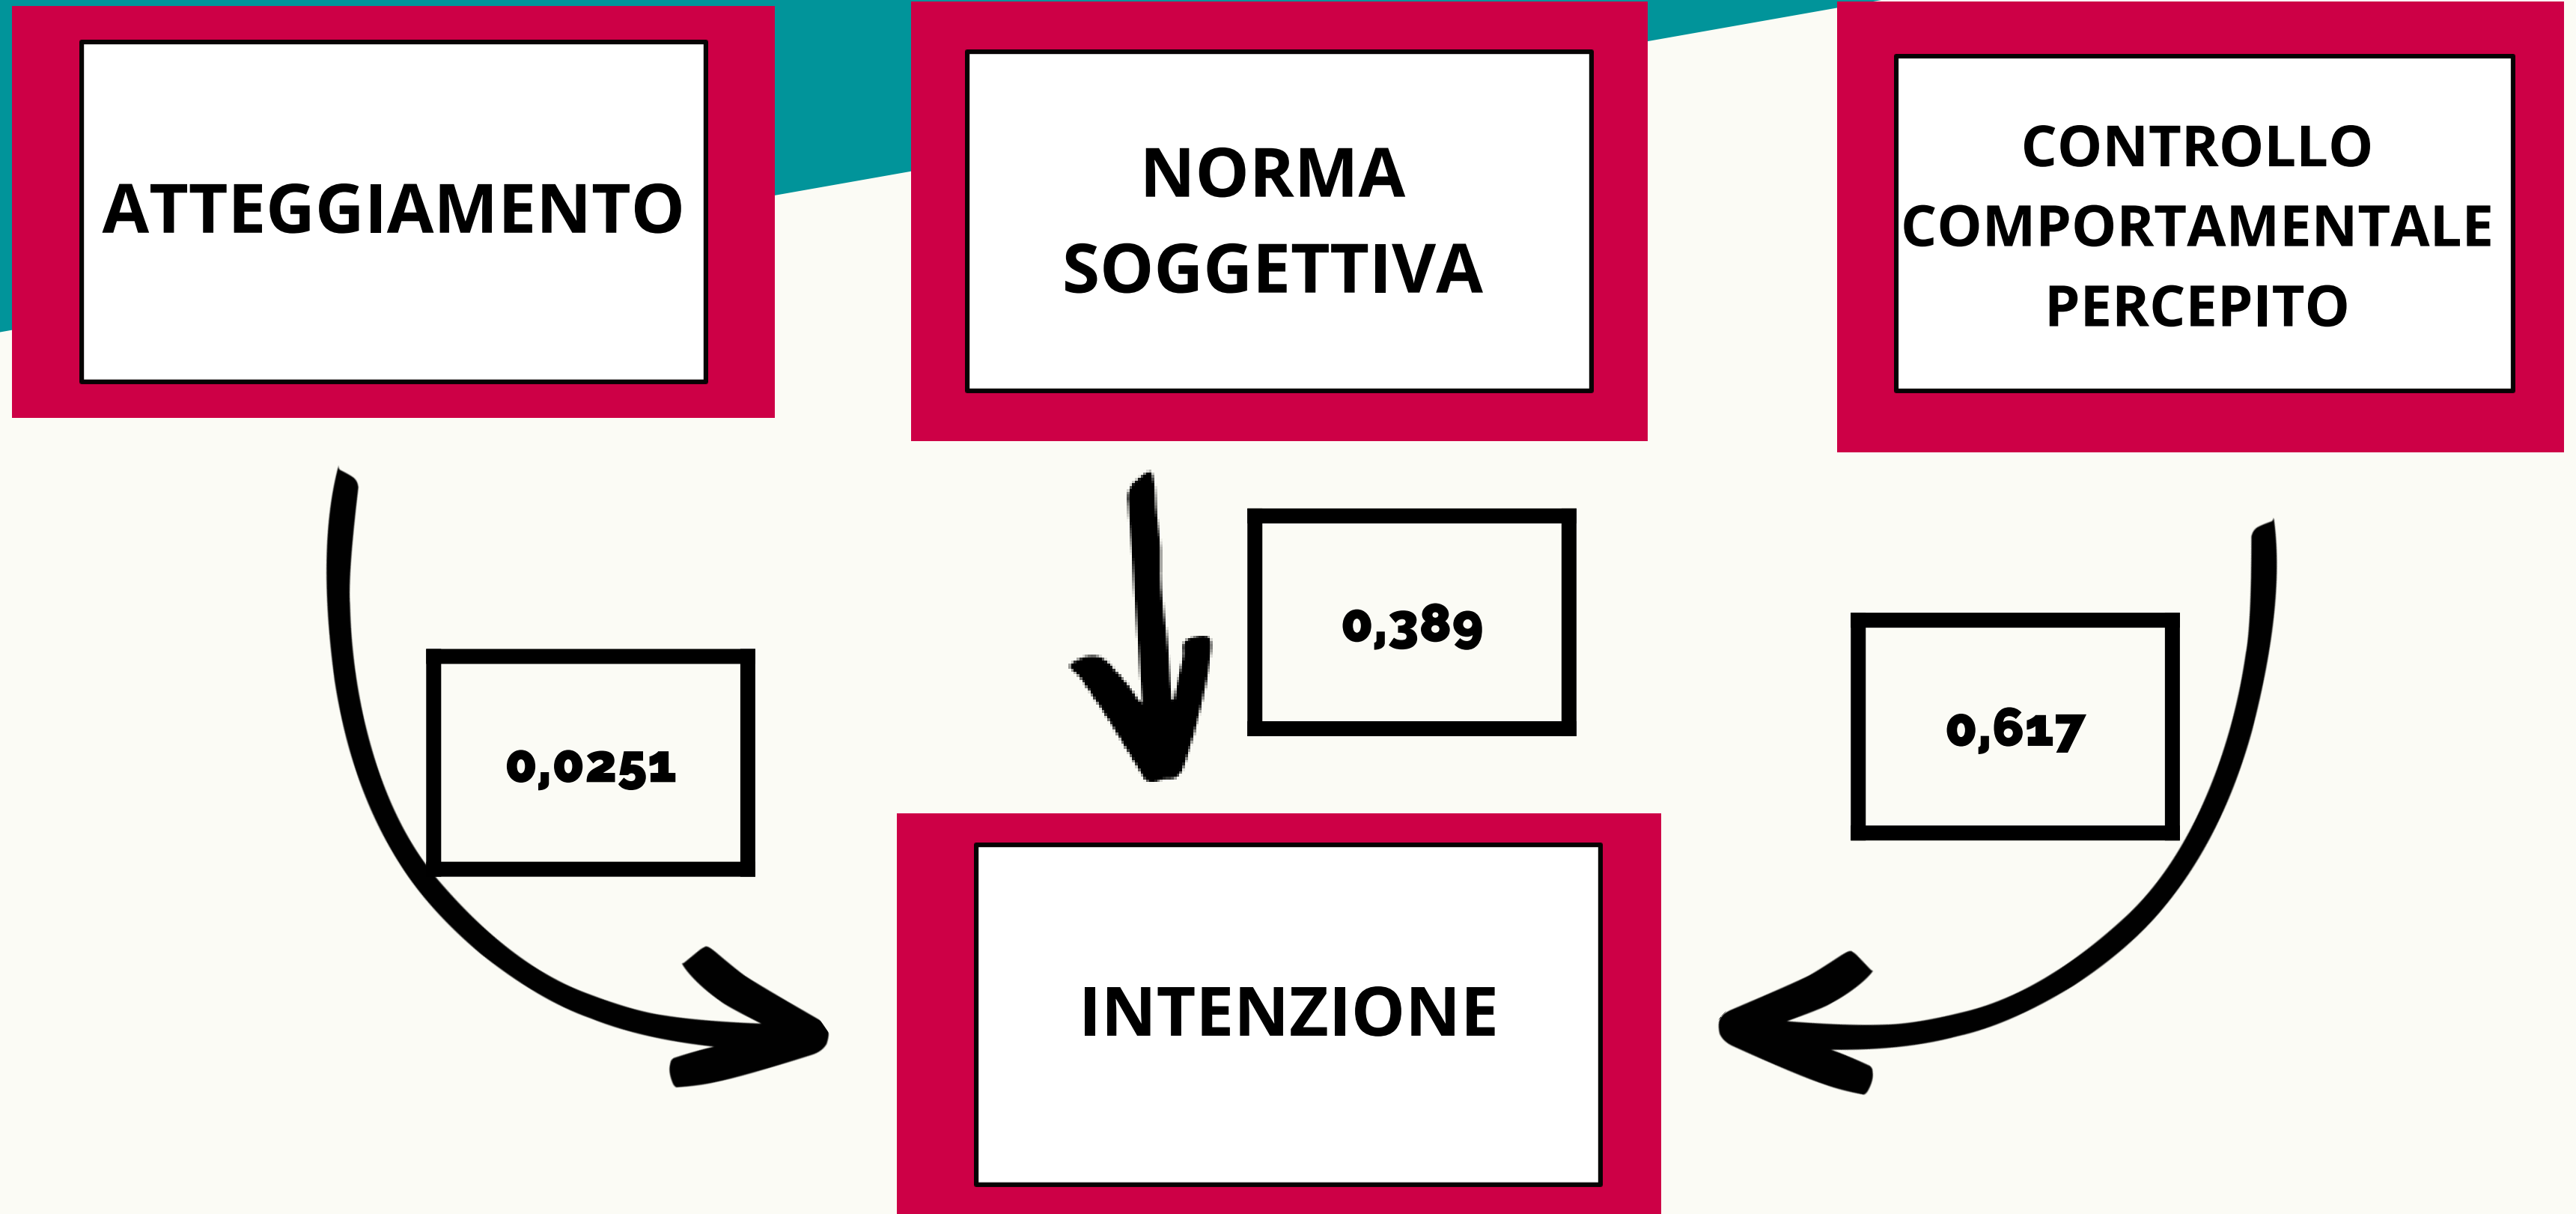 ATTEGGIAMENTO
NORMA
SOGGETTIVA
CONTROLLO
COMPORTAMENTALE
PERCEPITO
0,0251
0,389
0,617
INTENZIONE